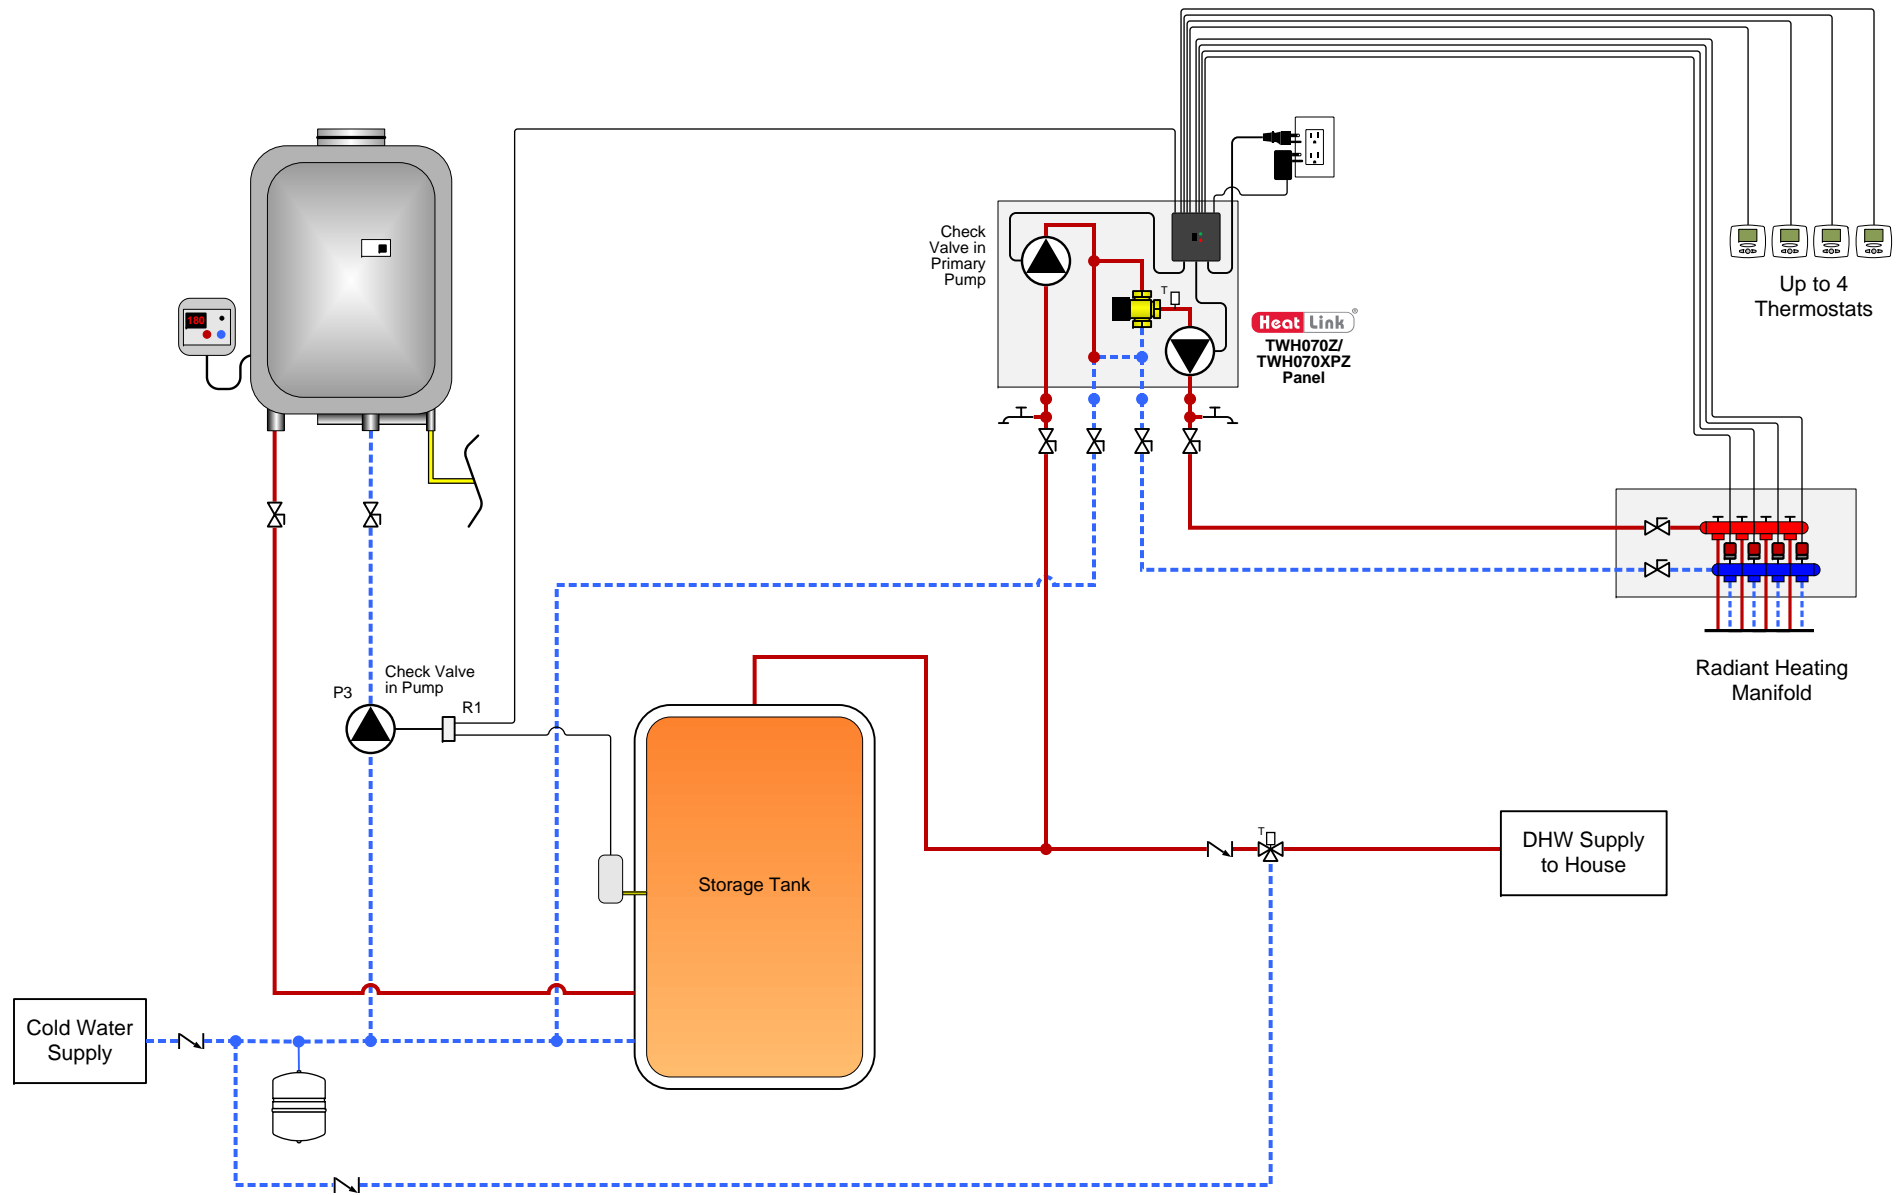 Check
Valve in
Primary
Pump
T
Heat Link®
TWH070Z/
TWH070XPZ
Panel
Up to 4
Thermostats
180
Check Valve
in Pump
P3
R1
Radiant Heating
Manifold
Storage Tank
T
DHW Supply
to House
Cold Water
Supply